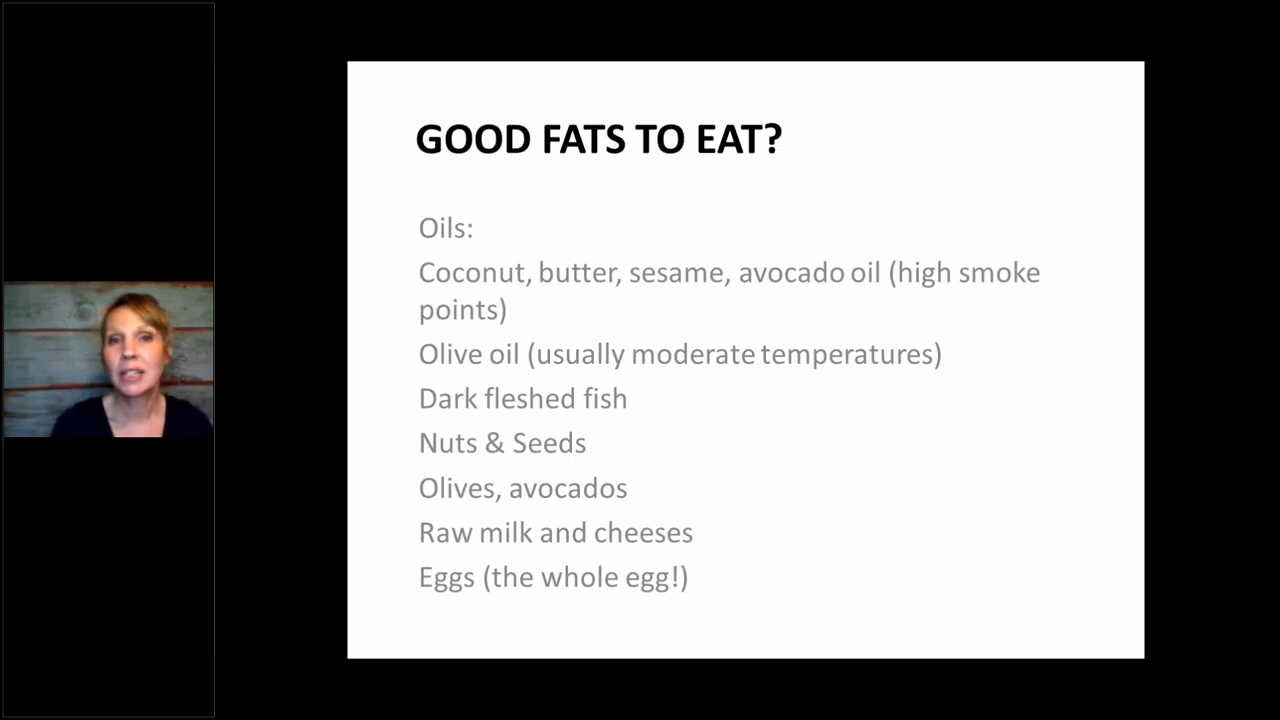 GOOD FATS TO EAT?
Oils:
Coconut, butter, sesame, avocado oil (high smoke
points)
Olive oil (usually moderate temperatures)
Dark fleshed fish
Nuts & Seeds
Olives, avocados
Raw milk and cheeses
Eggs (the whole egg!)